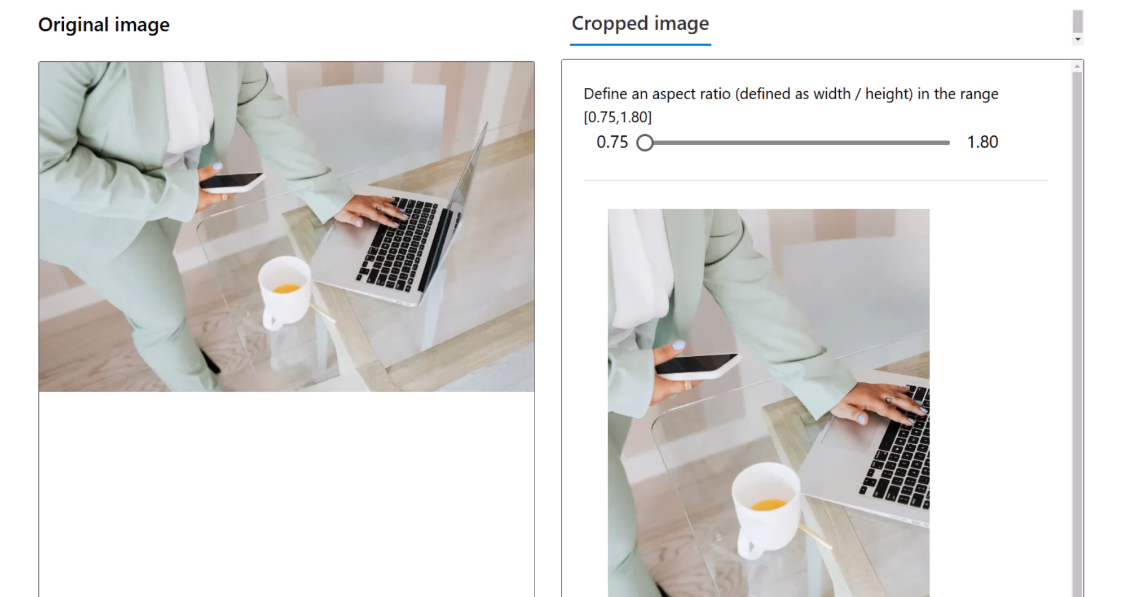 Original image
Cropped image
Define an aspect ratio (defined as width / height) in the range
[0.75,1.80]
0.75
1.80